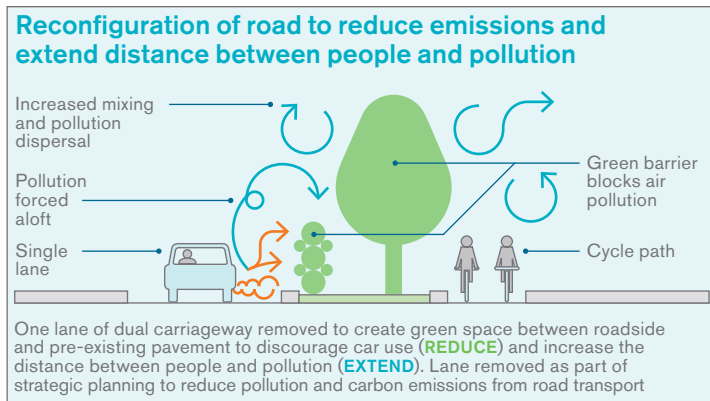 Reconfiguration of road to reduce emissions and
extend distance between people and pollution
Increased mixing
and pollution
dispersal
Pollution
forced
aloft
Single
lane
Green barrier
blocks air
pollution
Cycle path
One lane of dual carriageway removed to create green space between roadside
and pre-existing pavement to discourage car use (REDUCE) and increase the
distance between people and pollution (EXTEND). Lane removed as part of
strategic planning to reduce pollution and carbon emissions from road transport